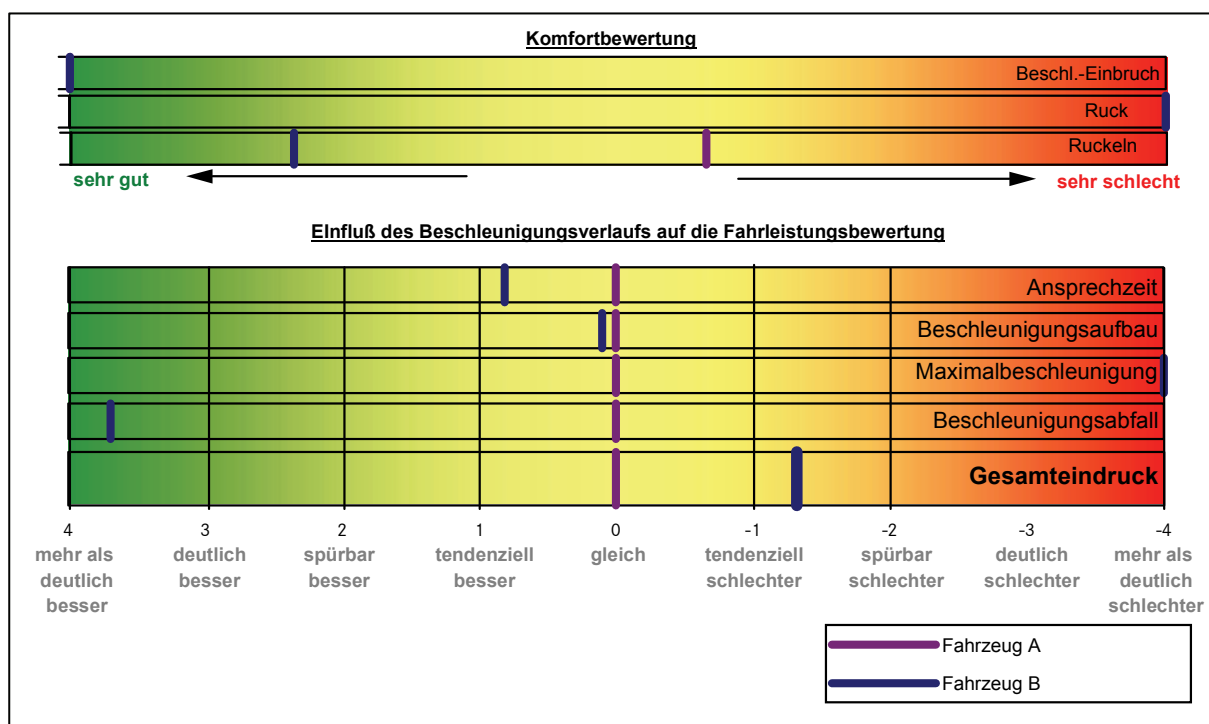 Komfortbewertung
Beschl.-Einbruch
Ruck
Ruckeln
sehr gut
sehr schlecht
EInfluß des Beschleunigungsverlaufs auf die Fahrleistungsbewertung
Ansprechzeit
Beschleunigungsaufbau
Maximalbeschleunigung
Beschleunigungsabfall
Gesamteindruck
4 3 2 1 0 -1 -2 -3 -4
mehr als deutlich spürbar tendenziell gleich tendenziell spürbar deutlich mehr als
deutlich besser besser besser schlechter schlechter schlechter deutlich
besser schlechter
Fahrzeug A
Fahrzeug B